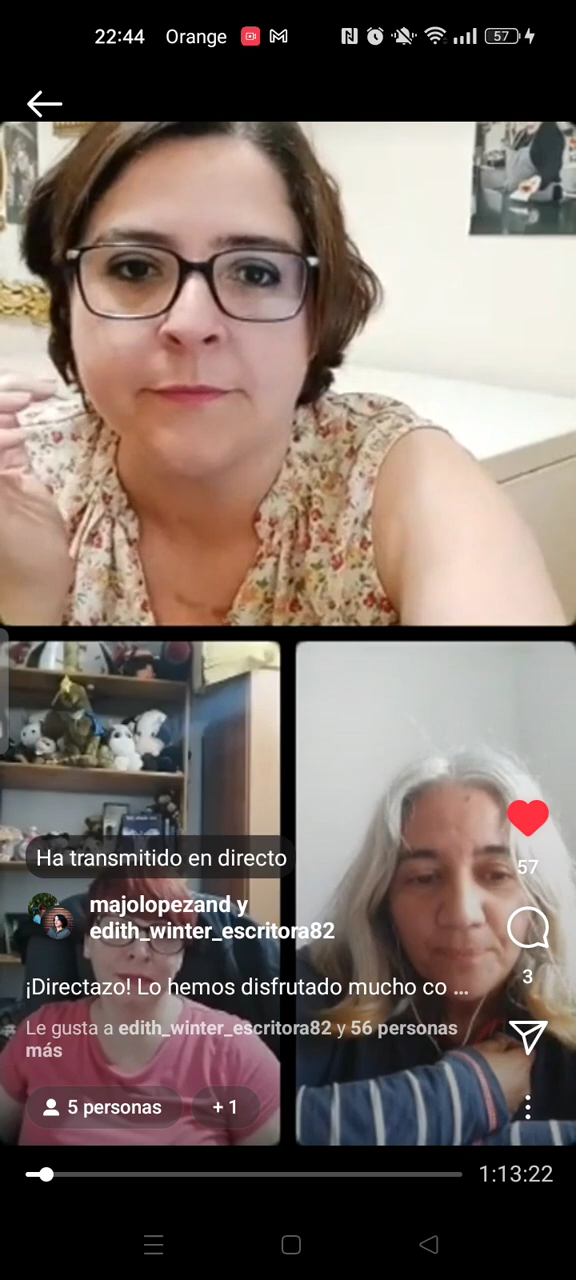 22:44 Orange 57
Ha transmitido en directo
majolopezand y
edith_winter_escritora82
57
¡Directazo! Lo hemos disfrutado mucho co ...
3
Le gusta a edith_winter_escritora82 y 56 personas
más
5 personas
+ 1
1:13:22